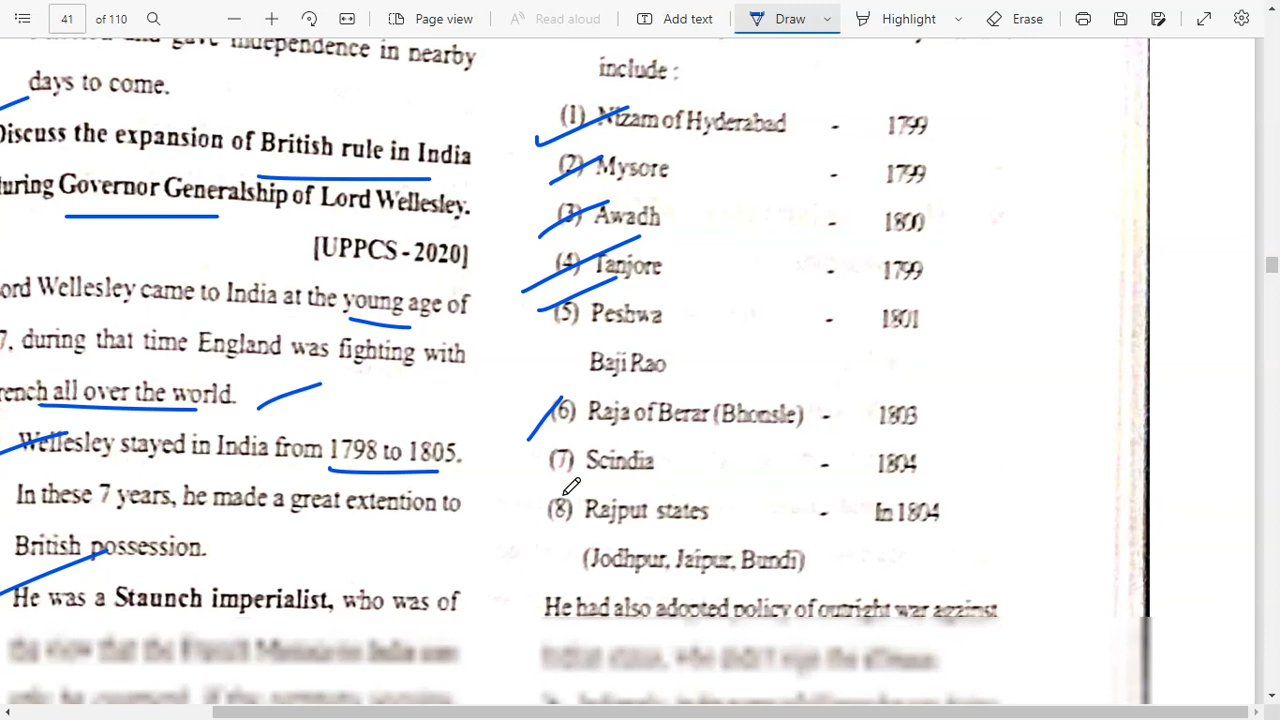 41 of 110
Page view
Read aloud
Add text
Draw
Highlight
Erase
gave independence in nearby
days to come.
Discuss the expansion of British rule in India
during Governor Generalship of Lord Wellesley.
[UPPCS - 2020]
ord Wellesley came to India at the young age of
7, during that time England was fighting with
rench all over the world.
Wellesley stayed in India from 1798 to 1805.
In these 7 years, he made a great extention to
British possession.
He was a Staunch imperialist, who was of
include :
(1) Nizam of Hyderabad - 1799
(2) Mysore - 1799
(3) Awadh - 1800
(4) Tanjore - 1799
(5) Peshwa - 1801
Baji Rao
(6) Raja of Berar (Bhonsle) - 1803
(7) Scindia - 1804
(8) Rajput states - In 1804
(Jodhpur, Jaipur, Bundi)
He had also adopted policy of outright war against